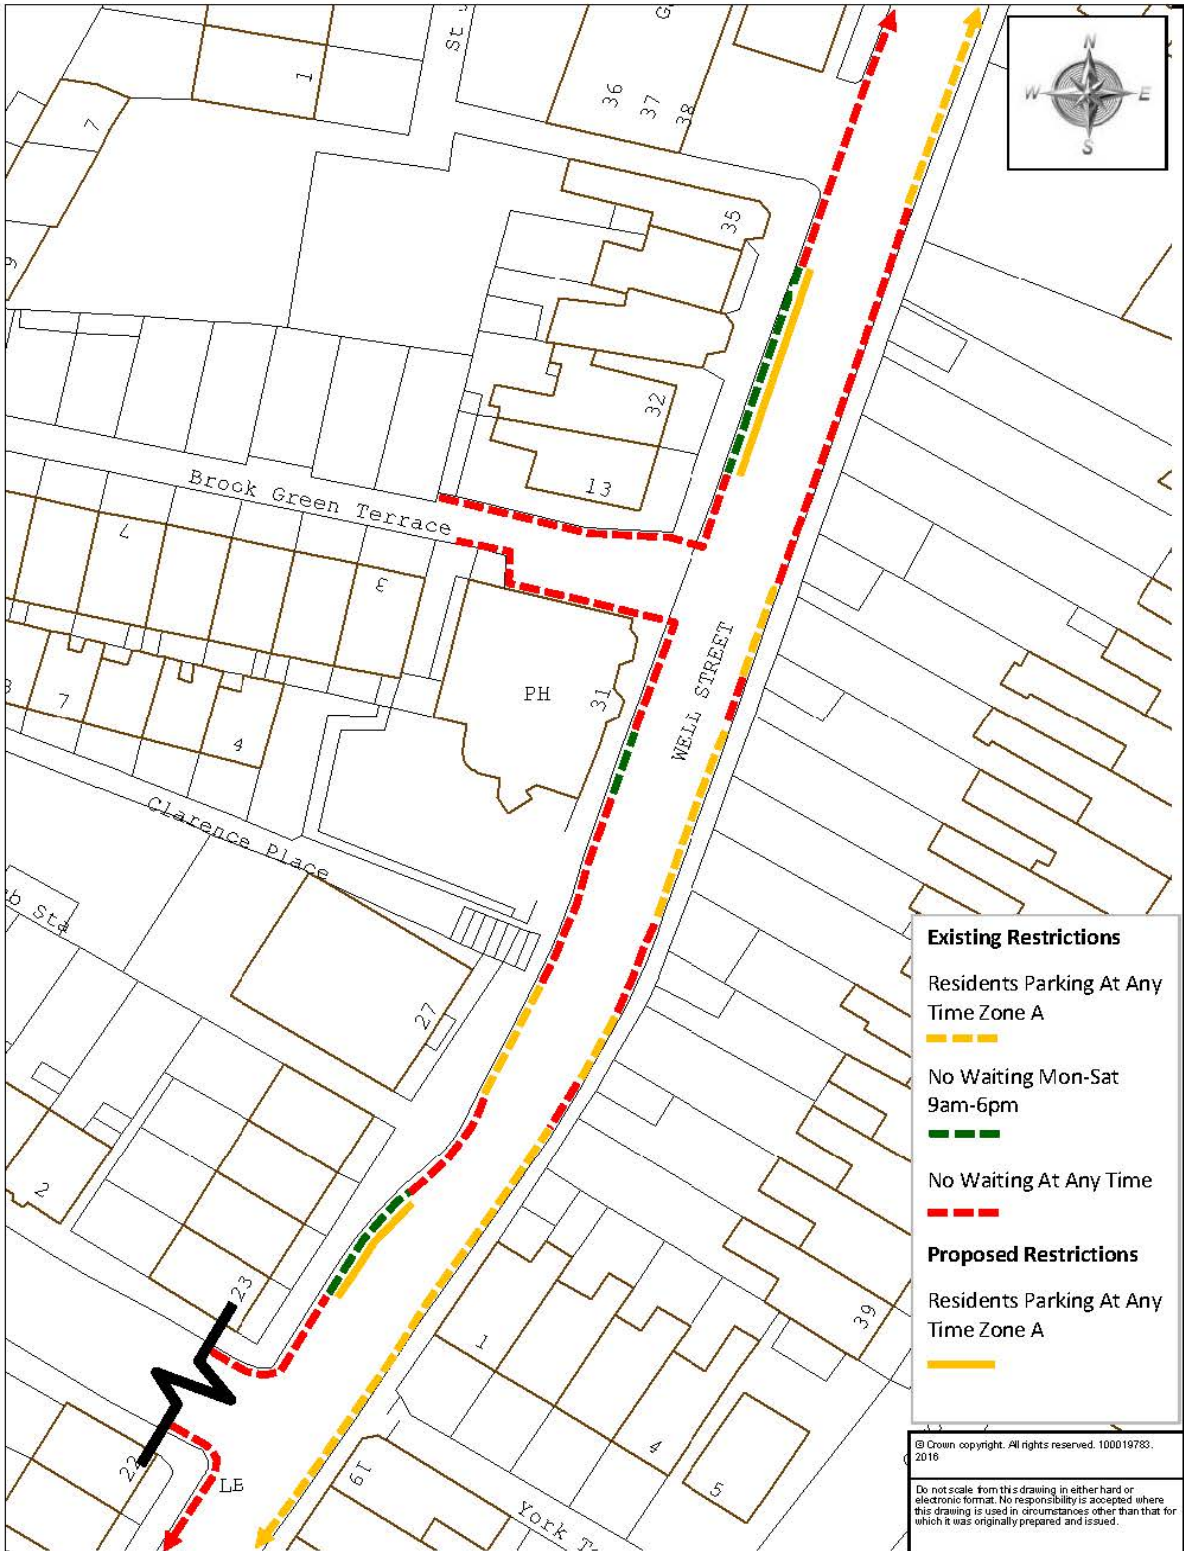 N
W E
S
St
1
7
36
37
38
35
32
13
Brook Green Terrace
7
3
PH
31
WELL STREET
7
4
Clarence Place
b Sta
27
2
23
22
LE
1
39
4
5
19
York T
Existing Restrictions
Residents Parking At Any
Time Zone A
No Waiting Mon-Sat
9am-6pm
No Waiting At Any Time
Proposed Restrictions
Residents Parking At Any
Time Zone A
© Crown copyright. All rights reserved. 100019783.
2016
Do not scale from this drawing in either hard or
electronic format. No responsibility is accepted where
this drawing is used in circumstances other than that for
which it was originally prepared and issued.